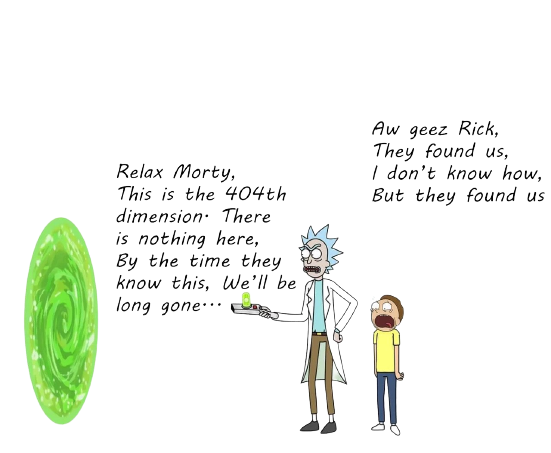 Aw geez Rick,
They found us,
I don't know how,
But they found us
Relax Morty,
This is the 404th
dimension. There
is nothing here,
By the time they
know this, We'll be
long gone...